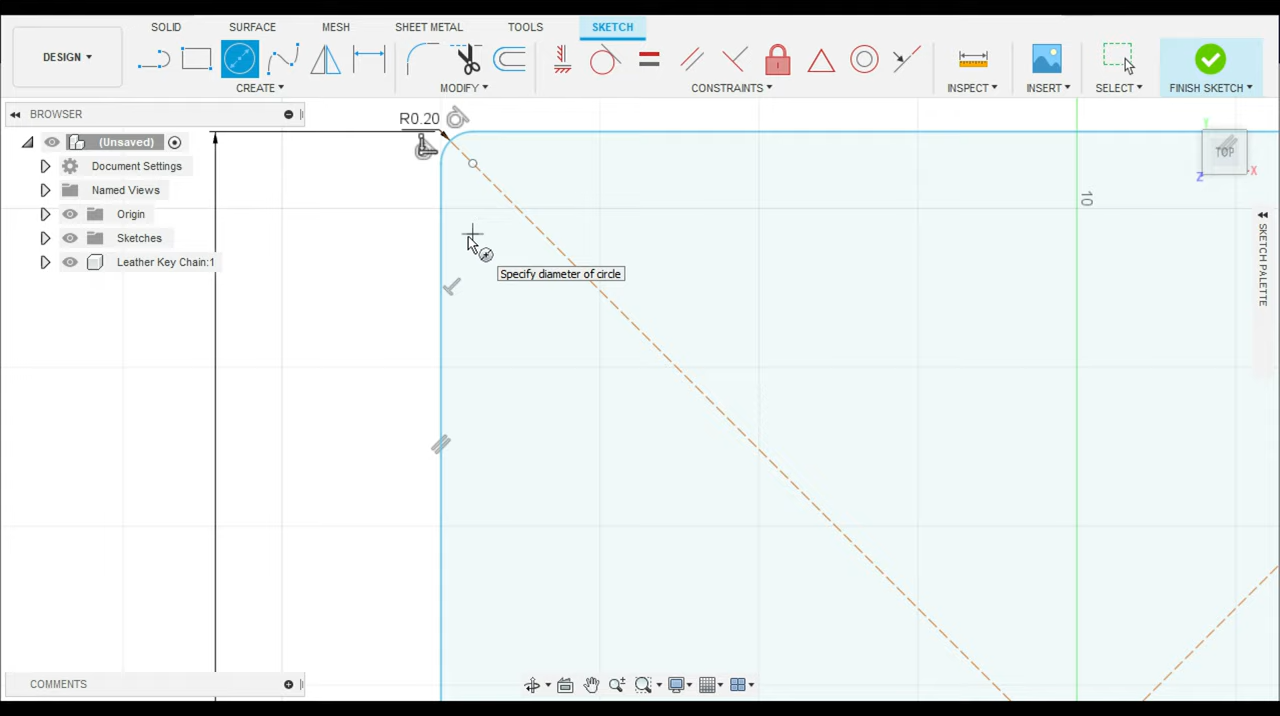 SOLID SURFACE MESH SHEET METAL TOOLS SKETCH
DESIGN ▾
CREATE ▾ MODIFY ▾ CONSTRAINTS ▾ INSPECT ▾ INSERT ▾ SELECT ▾ FINISH SKETCH ▾
BROWSER
(Unsaved)
Document Settings
Named Views
Origin
Sketches
Leather Key Chain:1
R0.20
TOP
X
Y
Z
10
Specify diameter of circle
SKETCH PALETTE
COMMENTS